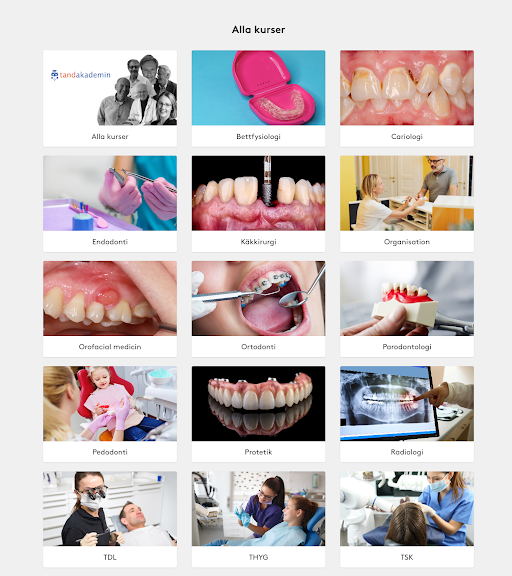 Alla kurser
tandakademin
Alla kurser
Bettfysiologi
Cariologi
Endodonti
Käkkirurgi
Organisation
Orofacial medicin
Ortodonti
Parodontologi
Pedodonti
Protetik
Radiologi
TDL
THYG
TSK